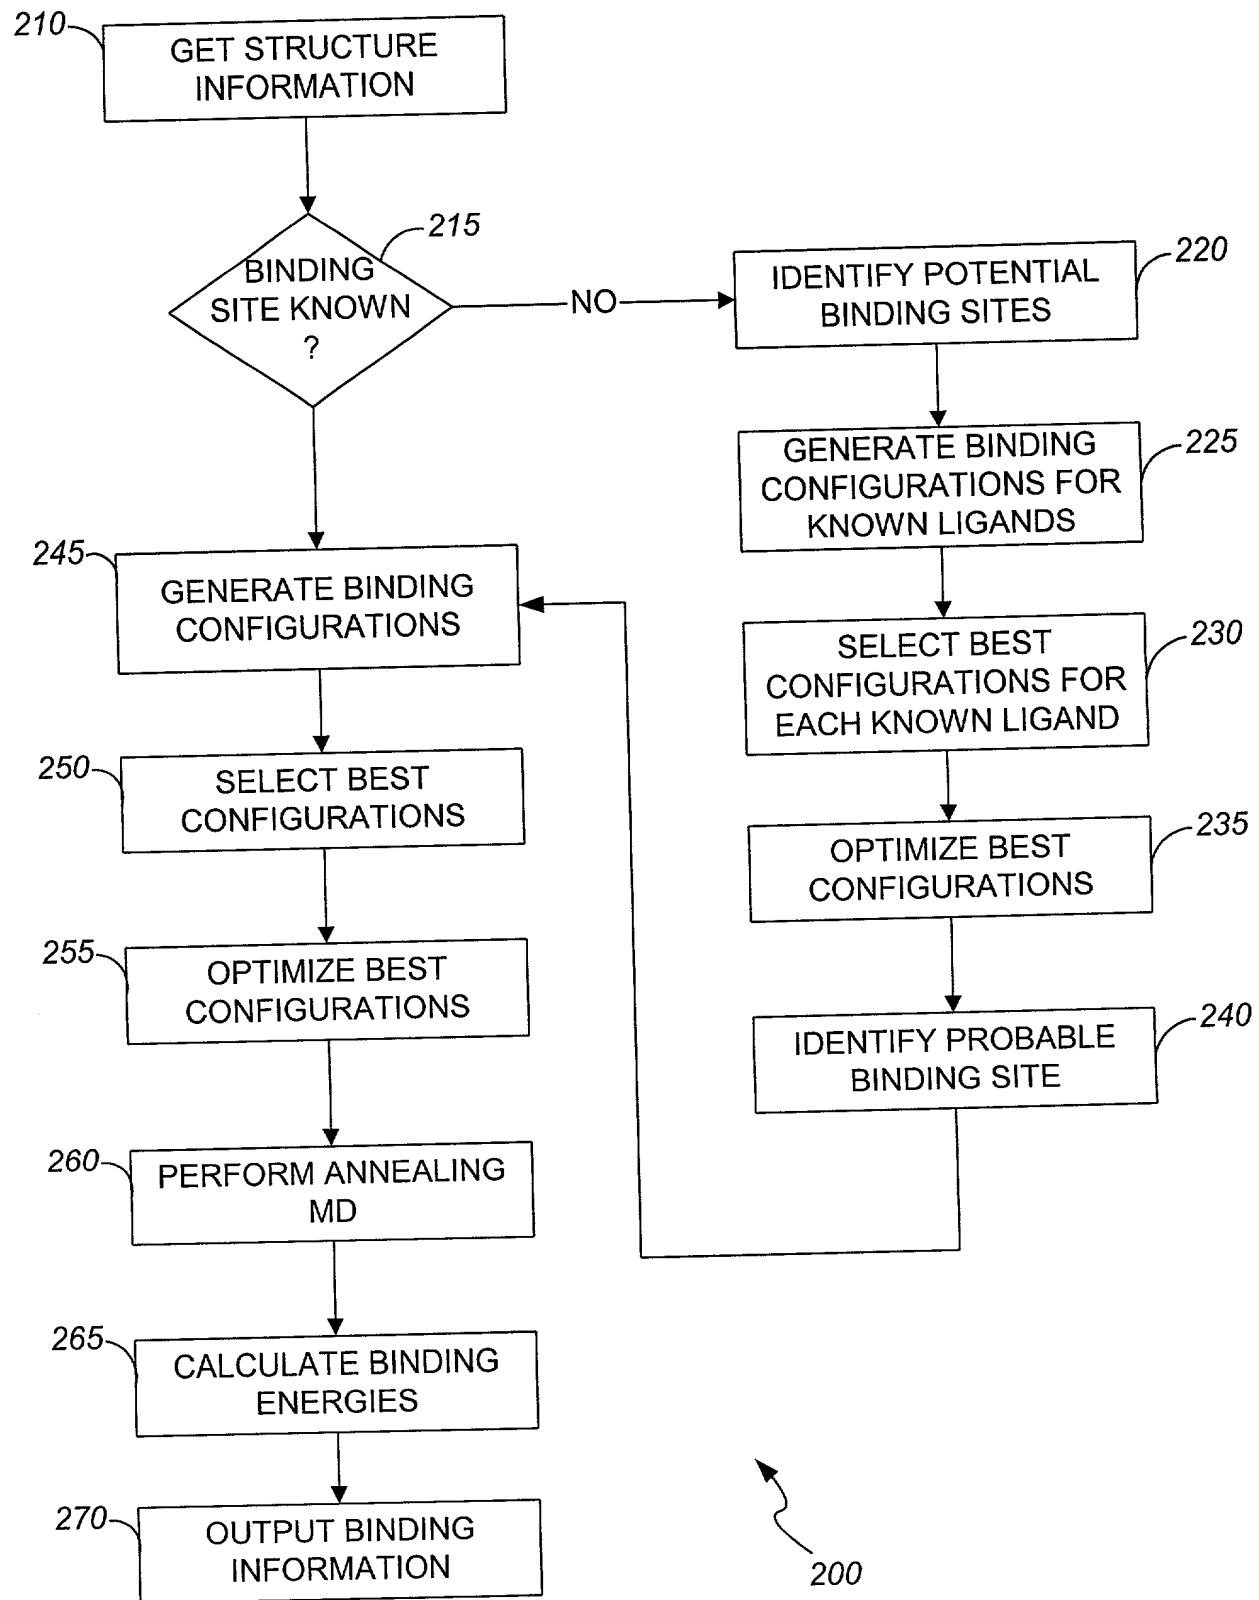 210
GET STRUCTURE
INFORMATION
215
BINDING
SITE KNOWN
?
NO
220
IDENTIFY POTENTIAL
BINDING SITES
225
GENERATE BINDING
CONFIGURATIONS FOR
KNOWN LIGANDS
230
SELECT BEST
CONFIGURATIONS FOR
EACH KNOWN LIGAND
235
OPTIMIZE BEST
CONFIGURATIONS
240
IDENTIFY PROBABLE
BINDING SITE
245
GENERATE BINDING
CONFIGURATIONS
250
SELECT BEST
CONFIGURATIONS
255
OPTIMIZE BEST
CONFIGURATIONS
260
PERFORM ANNEALING
MD
265
CALCULATE BINDING
ENERGIES
270
OUTPUT BINDING
INFORMATION
200